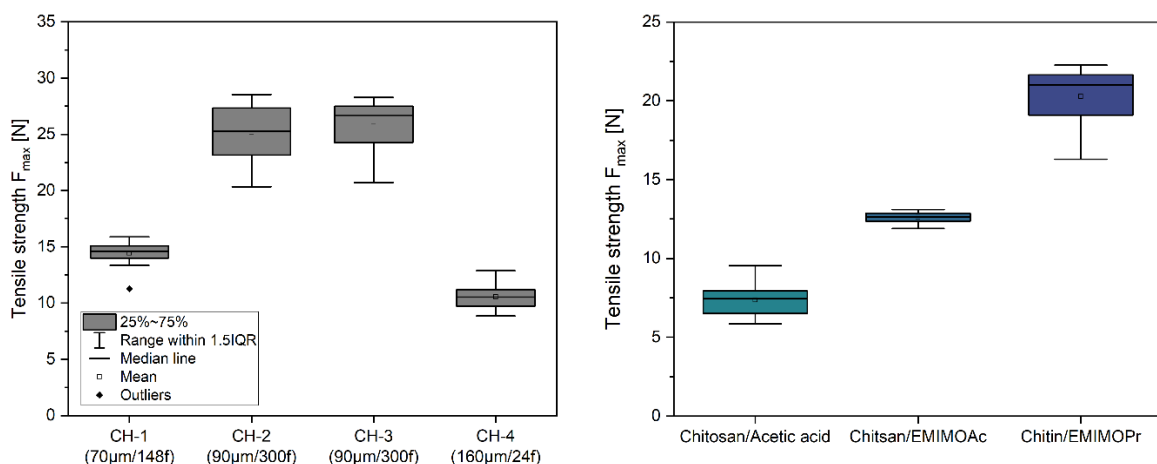 Tensile strength Fmax [N]
35
30
25
20
15
10
5
0
25%~75%
Range within 1.5IQR
Median line
Mean
Outliers
CH-1 CH-2 CH-3 CH-4
(70µm/148f) (90µm/300f) (90µm/300f) (160µm/24f)
Tensile strength Fmax [N]
25
20
15
10
5
0
Chitosan/Acetic acid Chitsan/EMIMOAc Chitin/EMIMOPr